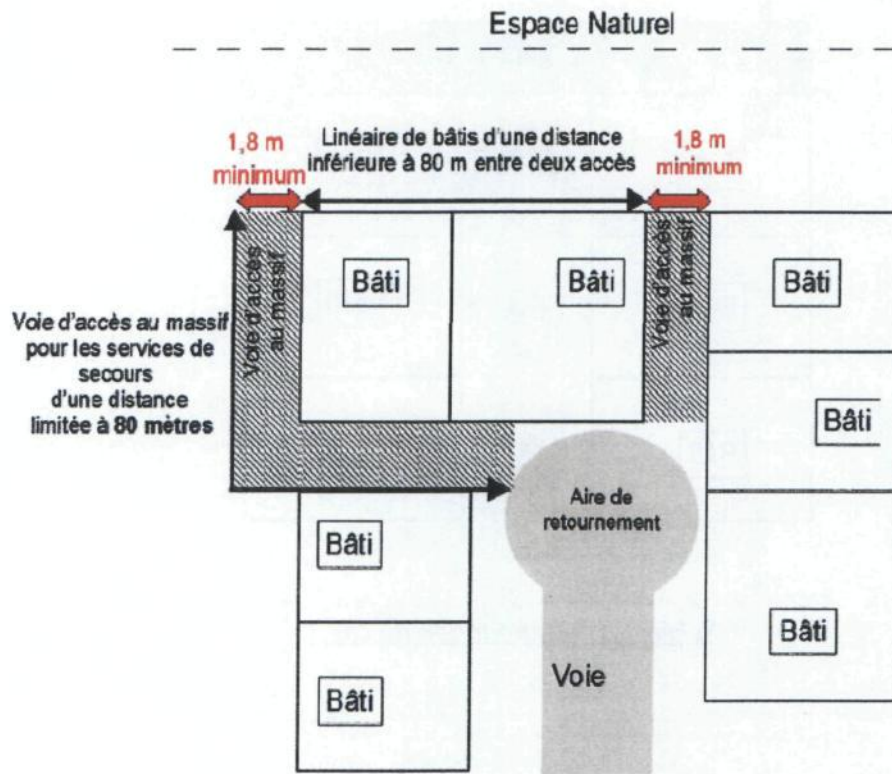 Espace Naturel
1,8 m
minimum
Linéaire de bâtis d'une distance
inférieure à 80 m entre deux accès
1,8 m
minimum
Voie d'accès
au massif
Bâti
Bâti
Voie d'accès
au massif
Bâti
Voie d'accès au massif
pour les services de
secours
d'une distance
limitée à 80 mètres
Bâti
Aire de
retournement
Bâti
Bâti
Voie
Bâti